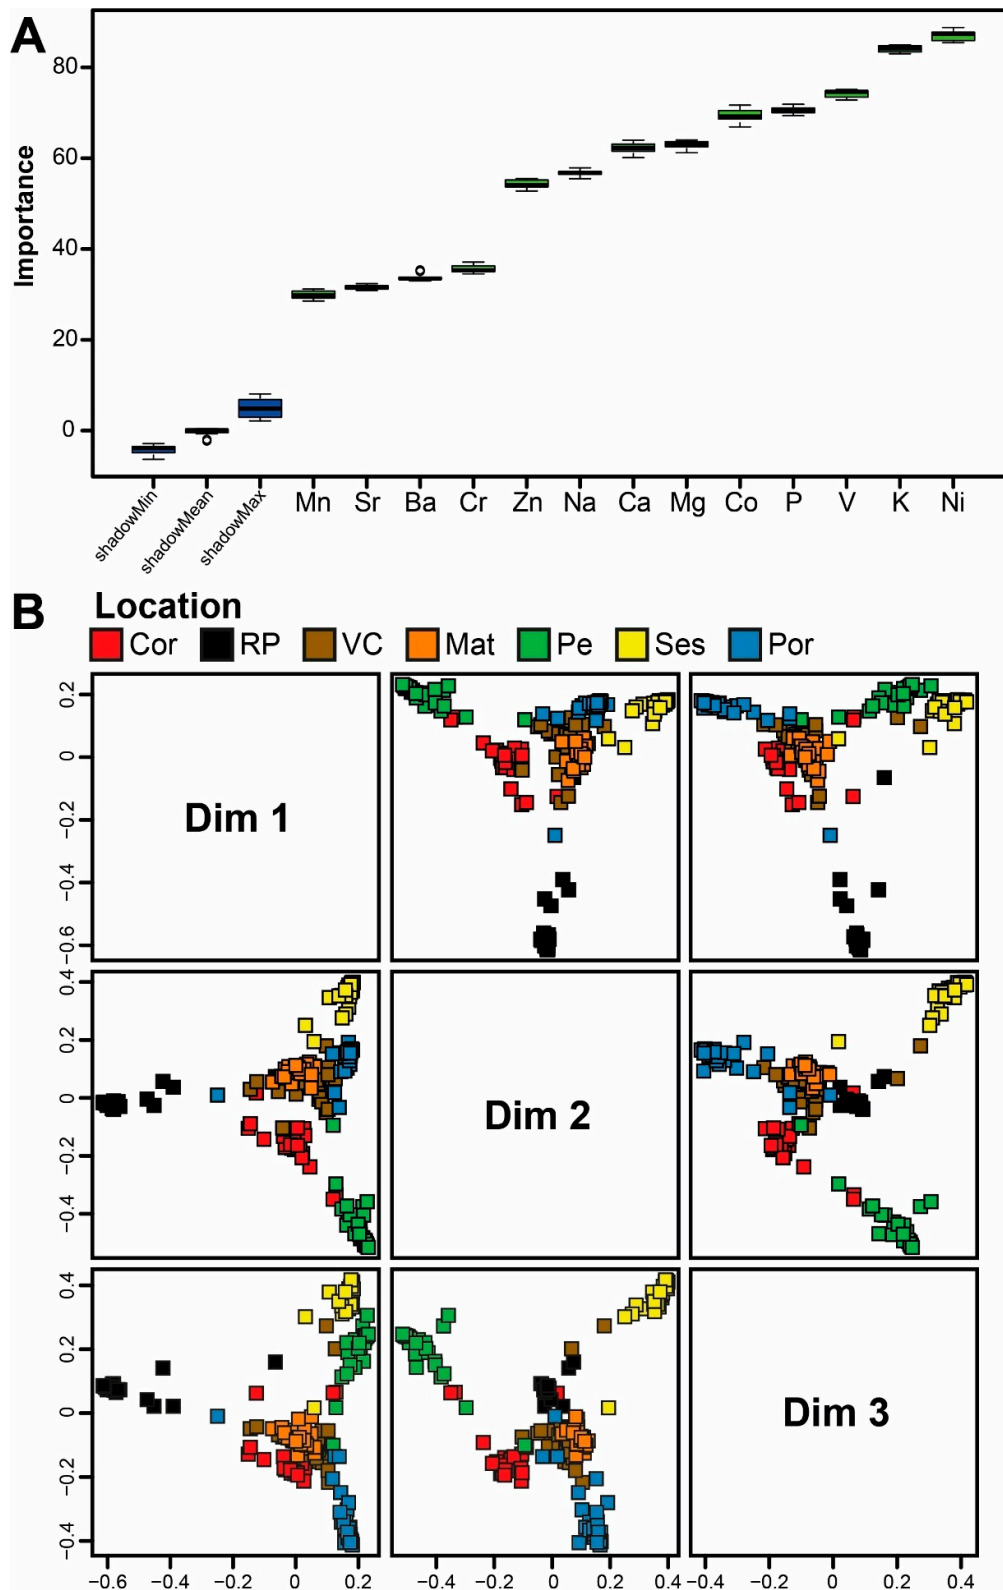 A
Importance
80
60
40
20
0
shadowMin
shadowMean
shadowMax
Mn Sr Ba Cr Zn Na Ca Mg Co P V K Ni
B
Location
Cor RP VC Mat Pe Ses Por
0.2
0
−0.2
−0.4
−0.6
Dim 1
0.4
0.2
0
−0.2
−0.4
Dim 2
0.4
0.2
0
−0.2
−0.4
Dim 3
−0.6 −0.4 −0.2 0 0.2
−0.4 −0.2 0 0.2 0.4
−0.4 −0.2 0 0.2 0.4